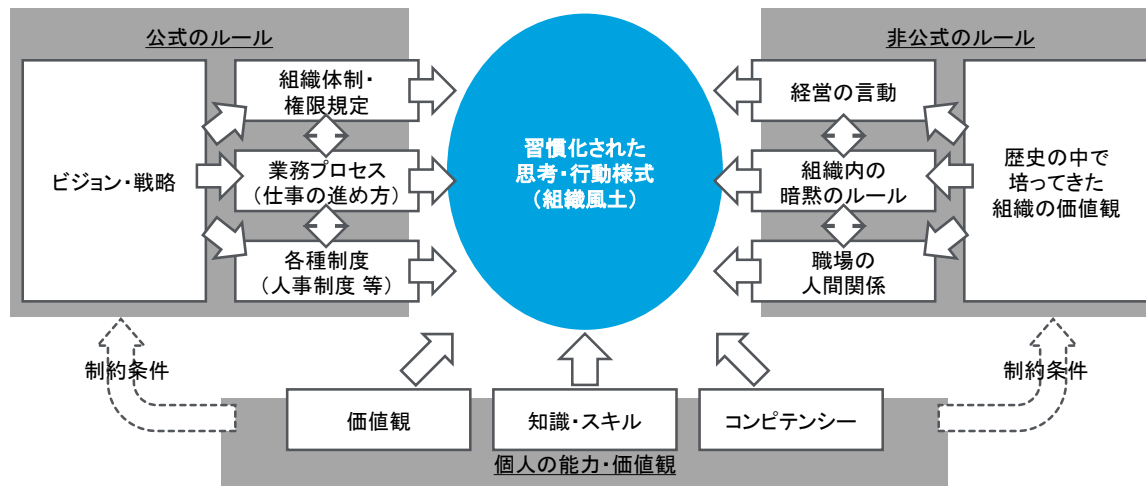 公式のルール
ビジョン・戦略
組織体制・
権限規定
業務プロセス
(仕事の進め方)
各種制度
(人事制度 等)
習慣化された
思考・行動様式
(組織風土)
非公式のルール
経営の言動
組織内の
暗黙のルール
職場の
人間関係
歴史の中で
培ってきた
組織の価値観
制約条件
制約条件
価値観
知識・スキル
コンピテンシー
個人の能力・価値観